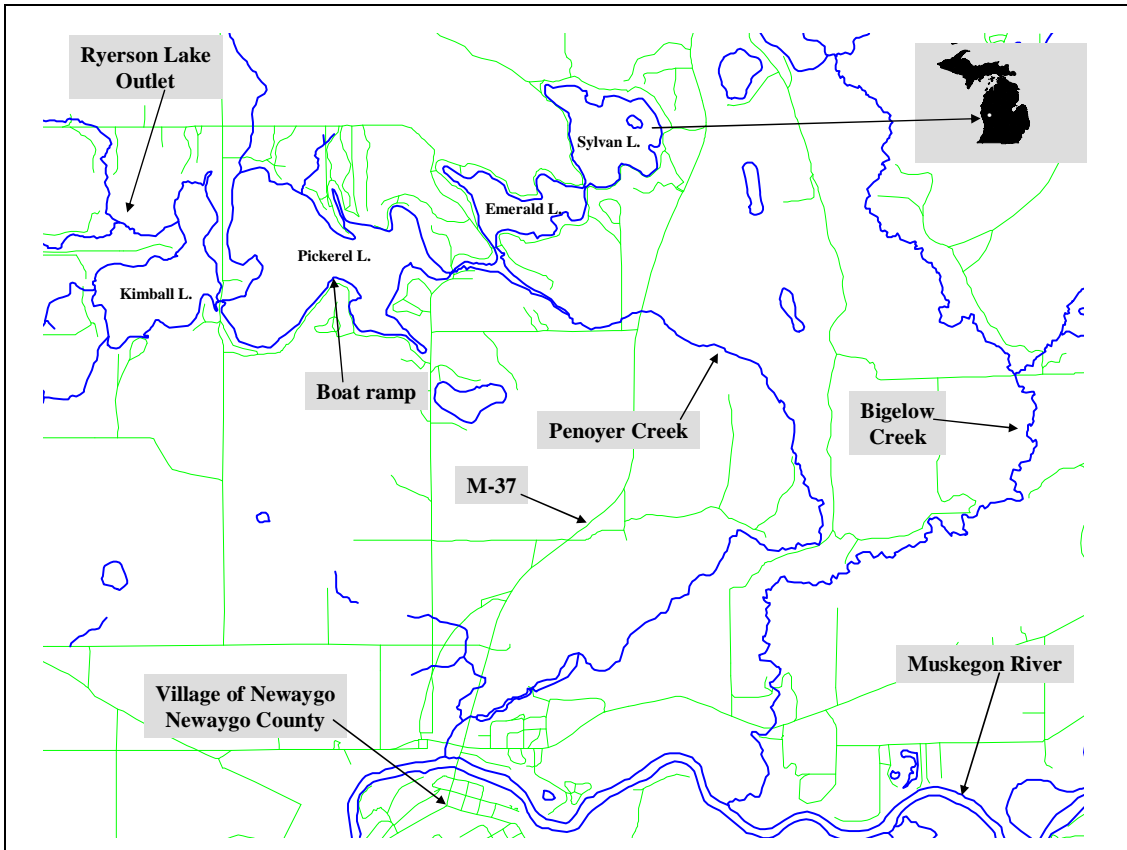 Ryerson Lake
Outlet
Sylvan L.
Emerald L.
Pickerel L.
Kimball L.
Boat ramp
Penoyer Creek
Bigelow
Creek
M-37
Muskegon River
Village of Newaygo
Newaygo County